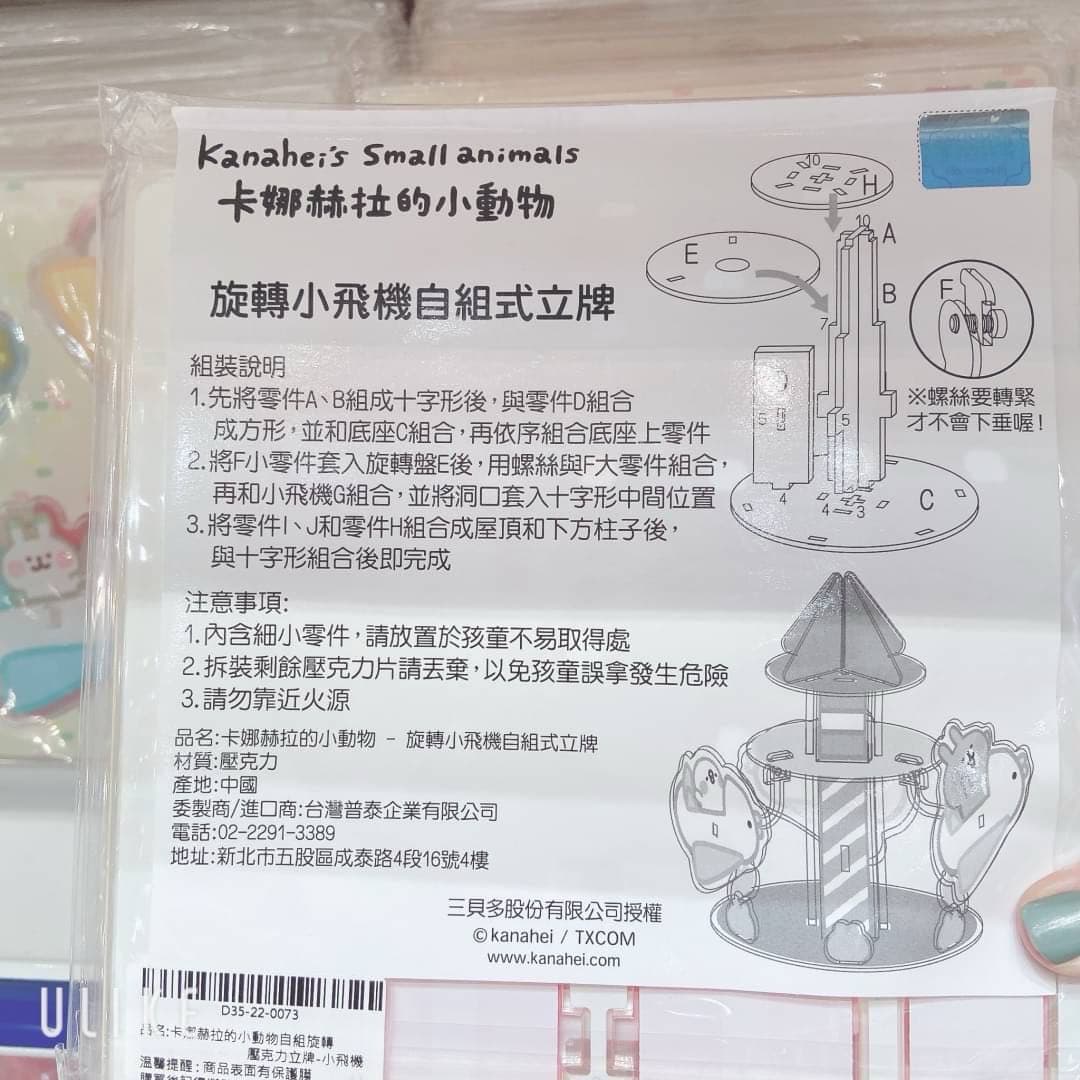 Kanahei's Small animals
卡娜赫拉的小動物
旋轉小飛機自組式立牌
組裝說明
1.先將零件A、B組成十字形後,與零件D組合
成方形,並和底座C組合,再依序組合底座上零件
2.將F小零件套入旋轉盤E後,用螺絲與F大零件組合,
再和小飛機G組合,並將洞口套入十字形中間位置
3.將零件I、J和零件H組合成屋頂和下方柱子後,
與十字形組合後即完成
注意事項:
1.內含細小零件,請放置於孩童不易取得處
2.拆裝剩餘壓克力片請丟棄,以免孩童誤拿發生危險
3.請勿靠近火源
品名:卡娜赫拉的小動物 - 旋轉小飛機自組式立牌
材質:壓克力
產地:中國
委製商/進口商:台灣普泰企業有限公司
電話:02-2291-3389
地址:新北市五股區成泰路4段16號4樓
三貝多股份有限公司授權
©kanahei / TXCOM
www.kanahei.com
10
H
10
A
E
B
F
7
※螺絲要轉緊
才不會下垂喔!
5
5
4
4
3
C
D35-22-0073
品名:卡娜赫拉的小動物自組旋轉
壓克力立牌-小飛機
溫馨提醒:商品表面有保護膜
ULIKE